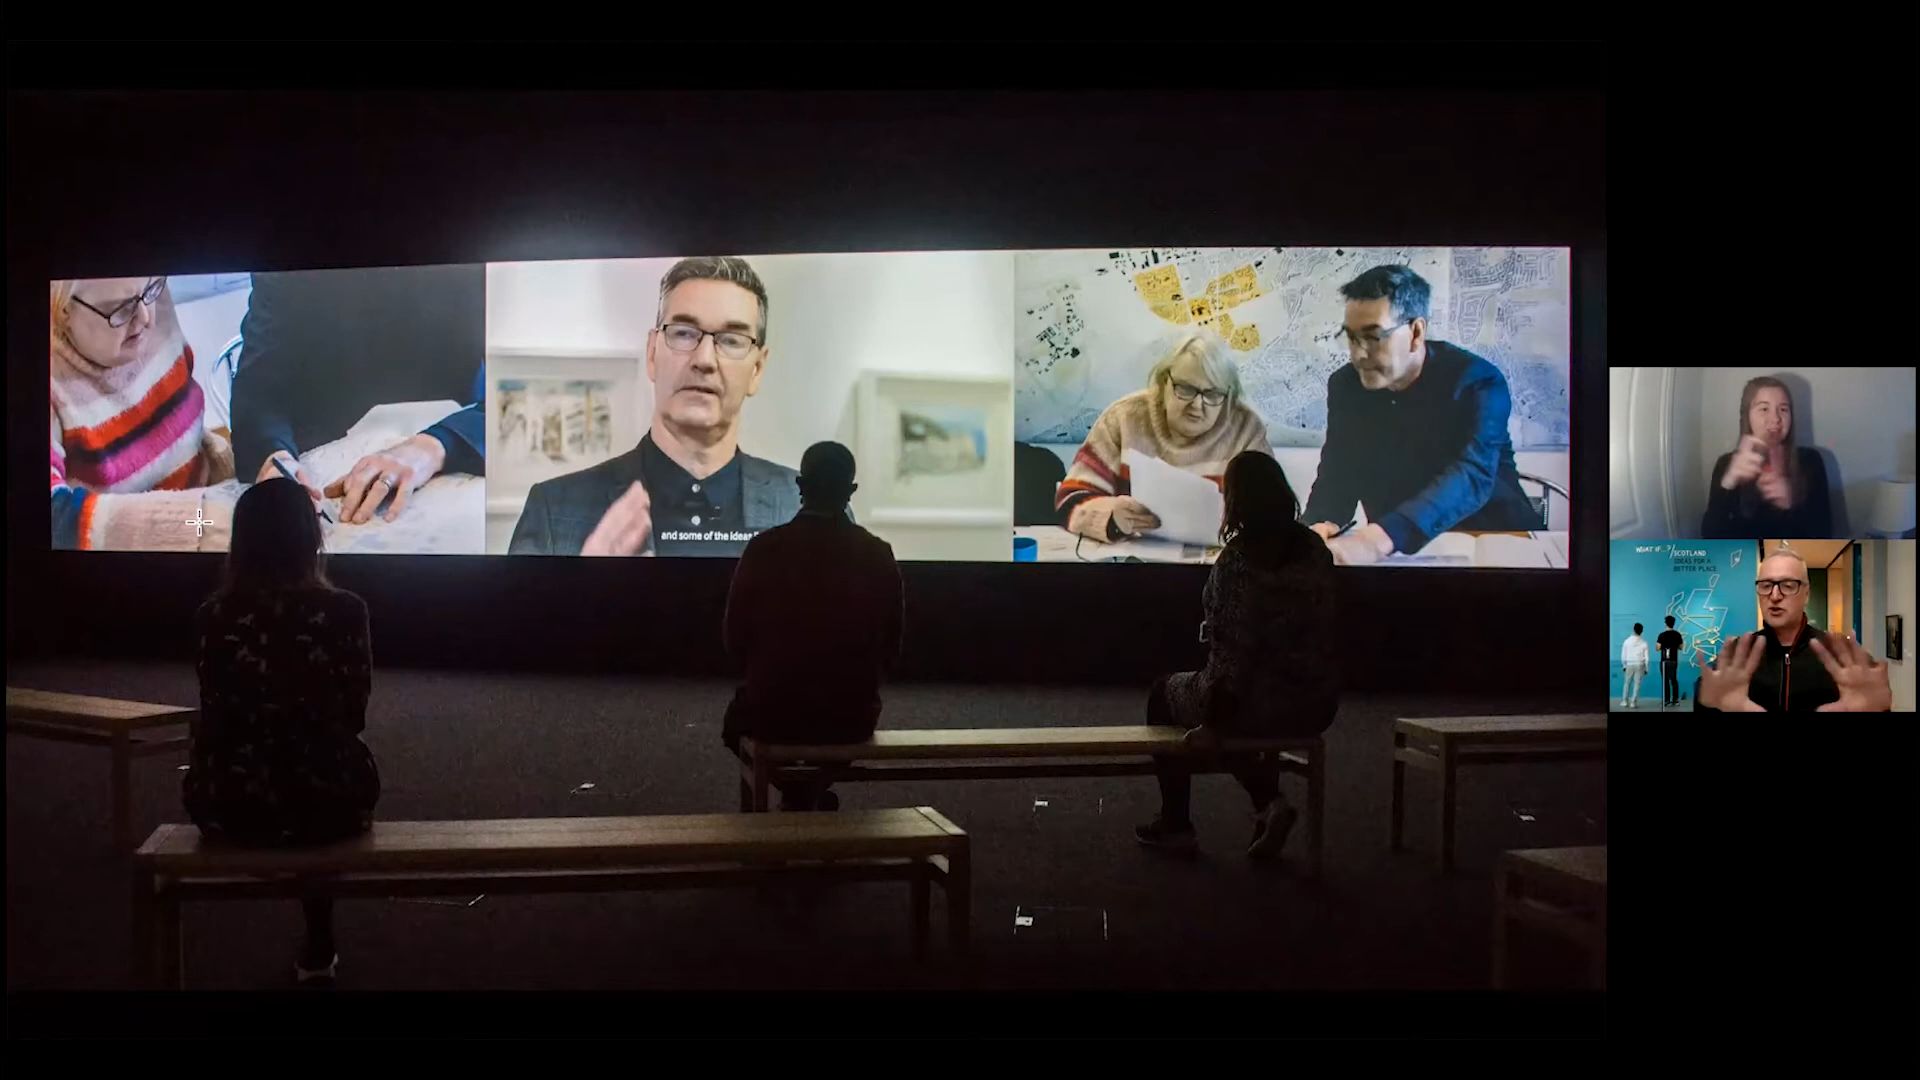 and some of the ideas
WHAT IF...?/SCOTLAND
IDEAS FOR A
BETTER PLACE